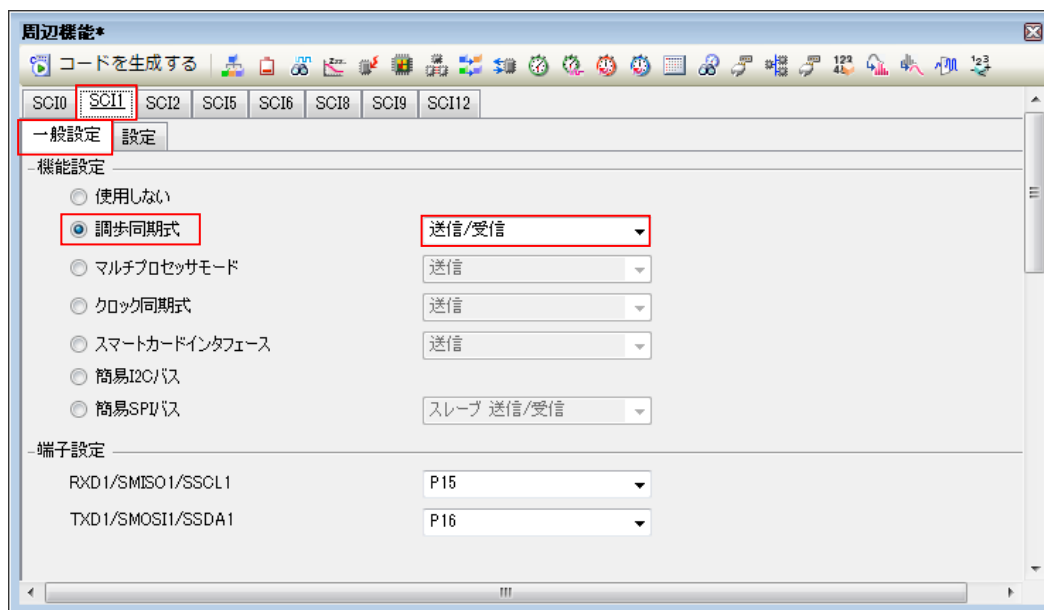 周辺機能*
コードを生成する
SCI0 SCI1 SCI2 SCI5 SCI6 SCI8 SCI9 SCI12
一般設定 設定
機能設定
使用しない
調歩同期式 送信/受信
マルチプロセッサモード 送信
クロック同期式 送信
スマートカードインタフェース 送信
簡易I2Cバス
簡易SPIバス スレーブ 送信/受信
端子設定
RXD1/SMISO1/SSCL1 P15
TXD1/SMOSI1/SSDA1 P16